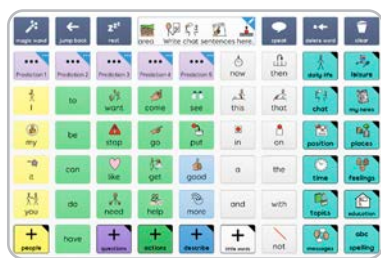 magic wand jump back rest area Write chat sentences here. speak delete word clear
Prediction 1 Prediction 2 Prediction 3 Prediction 4 Prediction 5 now then daily life leisure
I to want come see this that chat my news
my be stop go put in on position places
it can like get good a the time feelings
you do need help more and with topics education
people have questions actions describe little words not messages abc spelling